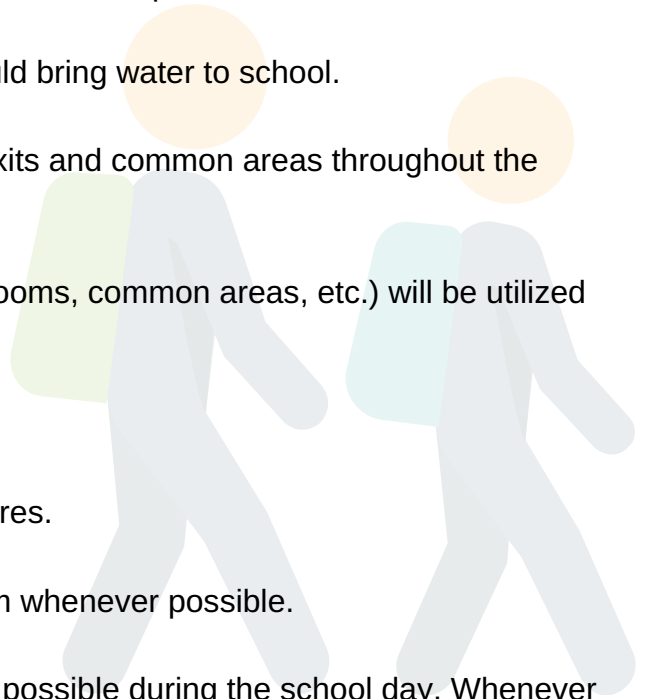 ld bring water to school.
xits and common areas throughout the
ooms, common areas, etc.) will be utilized
res.
whenever possible.
possible during the school day. Whenever